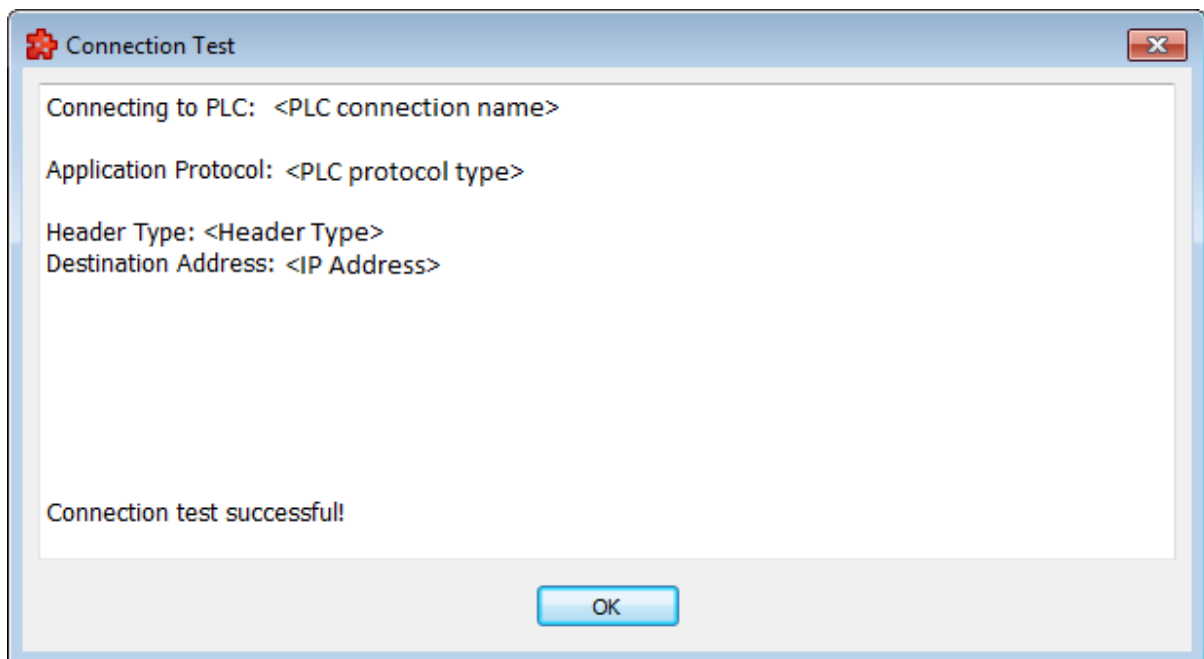 Connection Test
Connecting to PLC: <PLC connection name>
Application Protocol: <PLC protocol type>
Header Type: <Header Type>
Destination Address: <IP Address>
Connection test successful!
OK